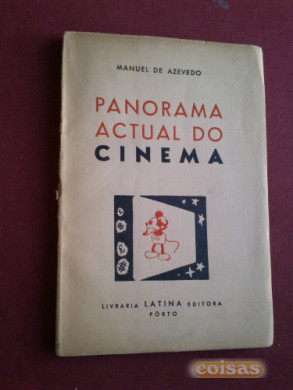 MANUEL DE AZEVEDO
PANORAMA
ACTUAL DO
CINEMA
LIVRARIA LATINA EDITORA
PÔRTO
coisas